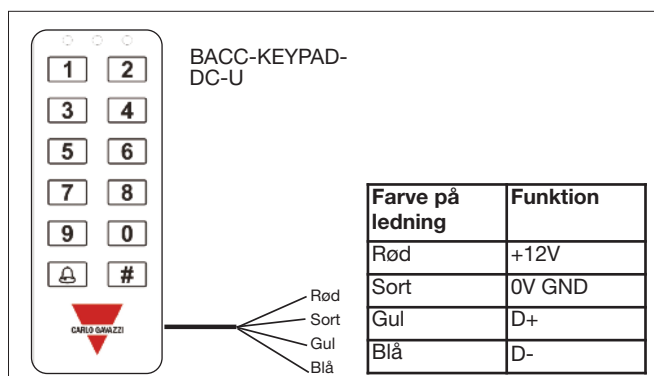 BACC-KEYPAD-
DC-U
1 2
3 4
5 6
7 8
9 0
#
CARLO GAVAZZI
Rød
Sort
Gul
Blå
Farve på ledning Funktion
Rød +12V
Sort 0V GND
Gul D+
Blå D-